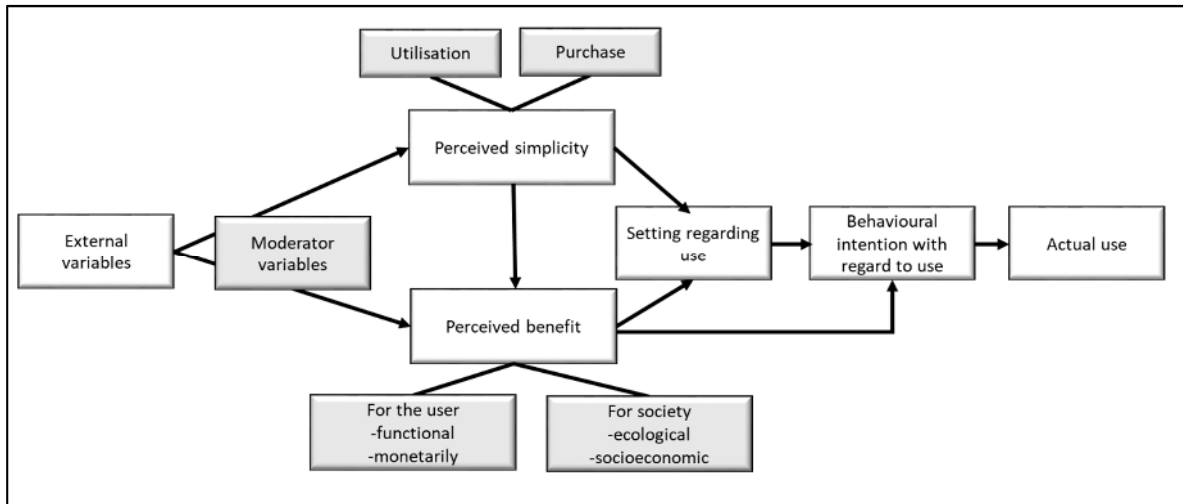 Utilisation
Purchase
Perceived simplicity
External
variables
Moderator
variables
Setting regarding
use
Behavioural
intention with
regard to use
Actual use
Perceived benefit
For the user
-functional
-monetarily
For society
-ecological
-socioeconomic